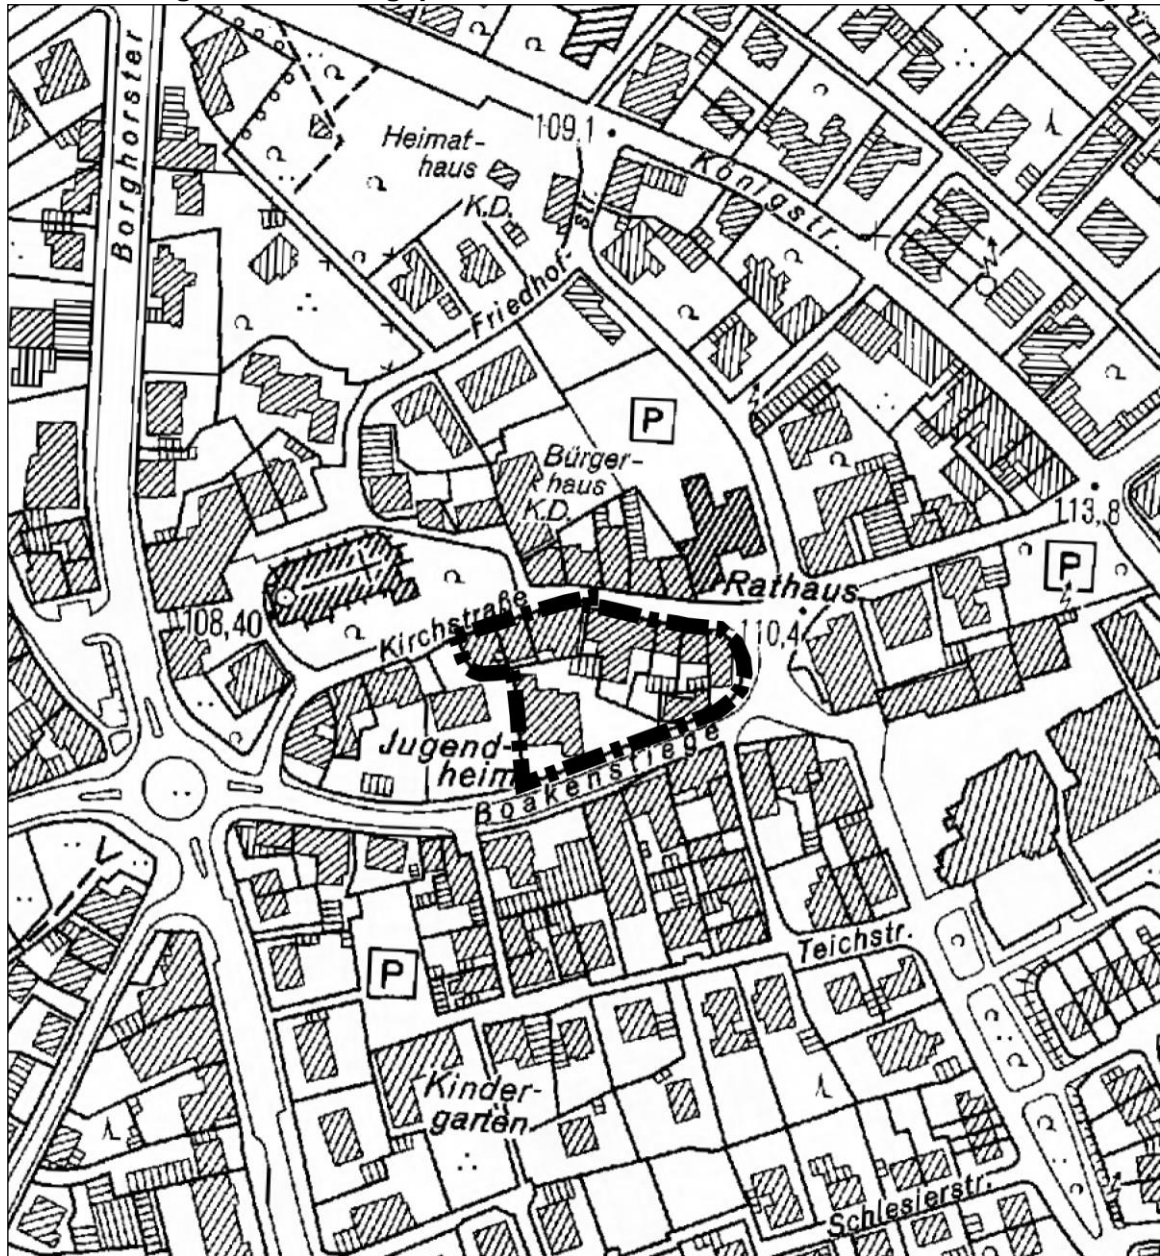 Borghorster
Heimat-
haus
K.D.
109,1
Königstr.
Friedhof-
str.
P
Bürger-
haus
K.D.
113,8
P
Rathaus
110,4
108,40
Kirchstraße
Jugend-
heim
Boakenstiege
Teichstr.
P
Kinder-
garten
Schlesierstr.